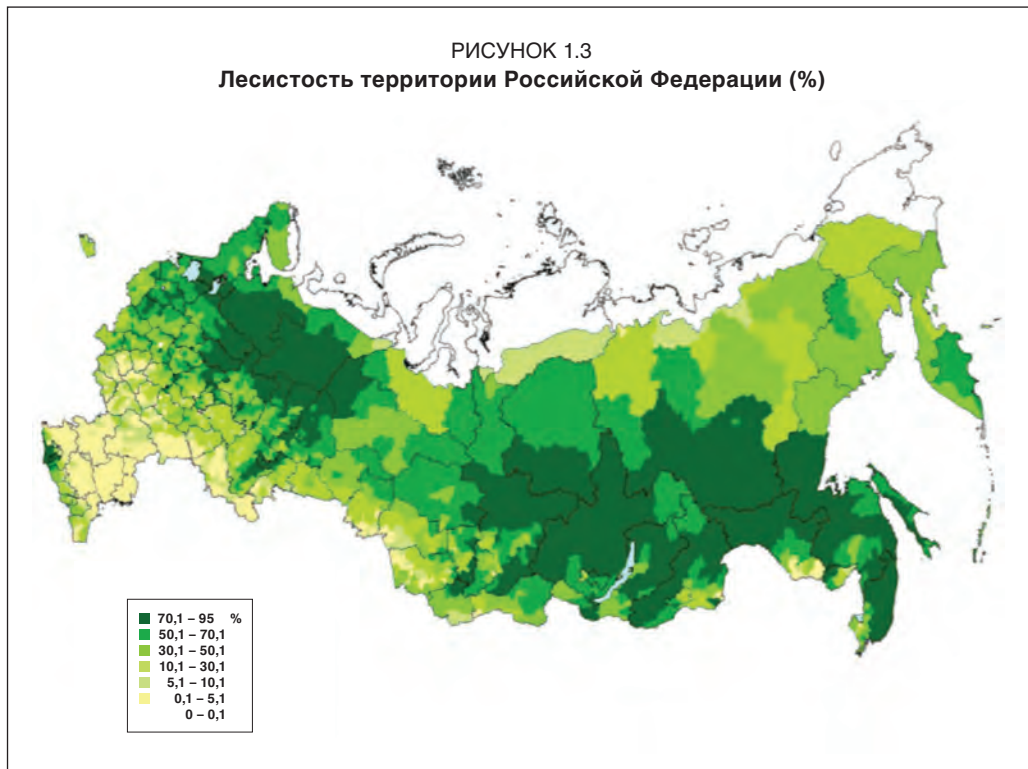 РИСУНОК 1.3
Лесистость территории Российской Федерации (%)
70,1 – 95 %
50,1 – 70,1
30,1 – 50,1
10,1 – 30,1
5,1 – 10,1
0,1 – 5,1
0 – 0,1